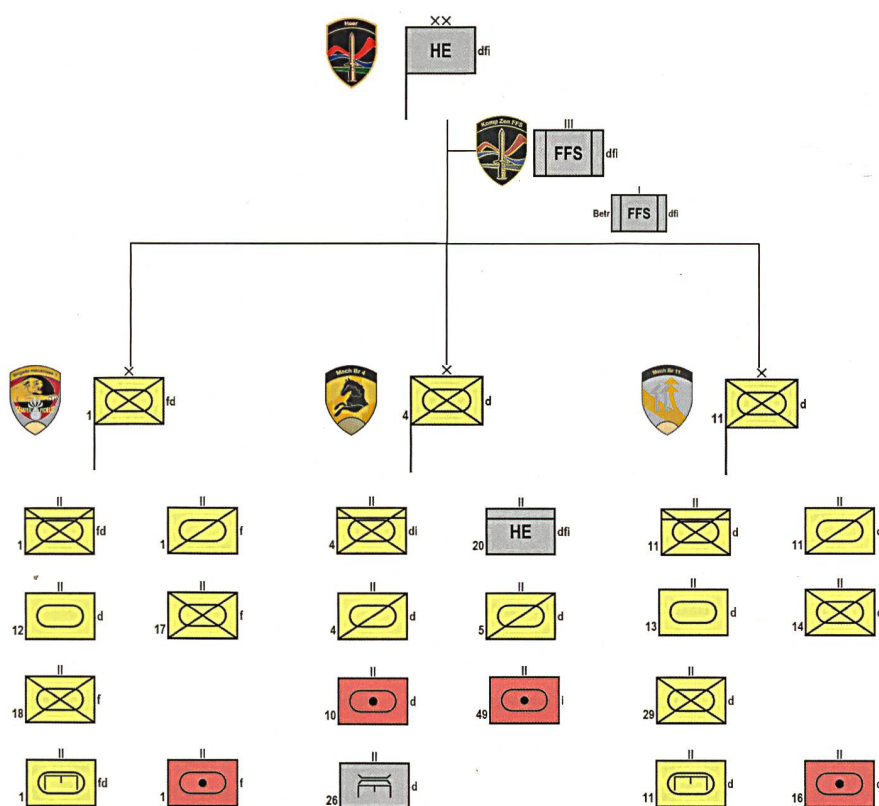 Heer
XX
HE
dfi
Komp Zen FFS
III
FFS
dfi
I
Betr
FFS
dfi
X
1
fd
Mech Br 4
X
4
d
Mech Br 11
X
11
d
II
1
fd
II
1
f
II
4
di
II
20
HE
dfi
II
11
d
II
11
II
12
d
II
17
f
II
4
d
II
5
d
II
13
d
II
14
II
18
f
II
10
d
II
49
i
II
29
d
II
1
fd
II
1
f
II
26
d
II
11
d
II
16